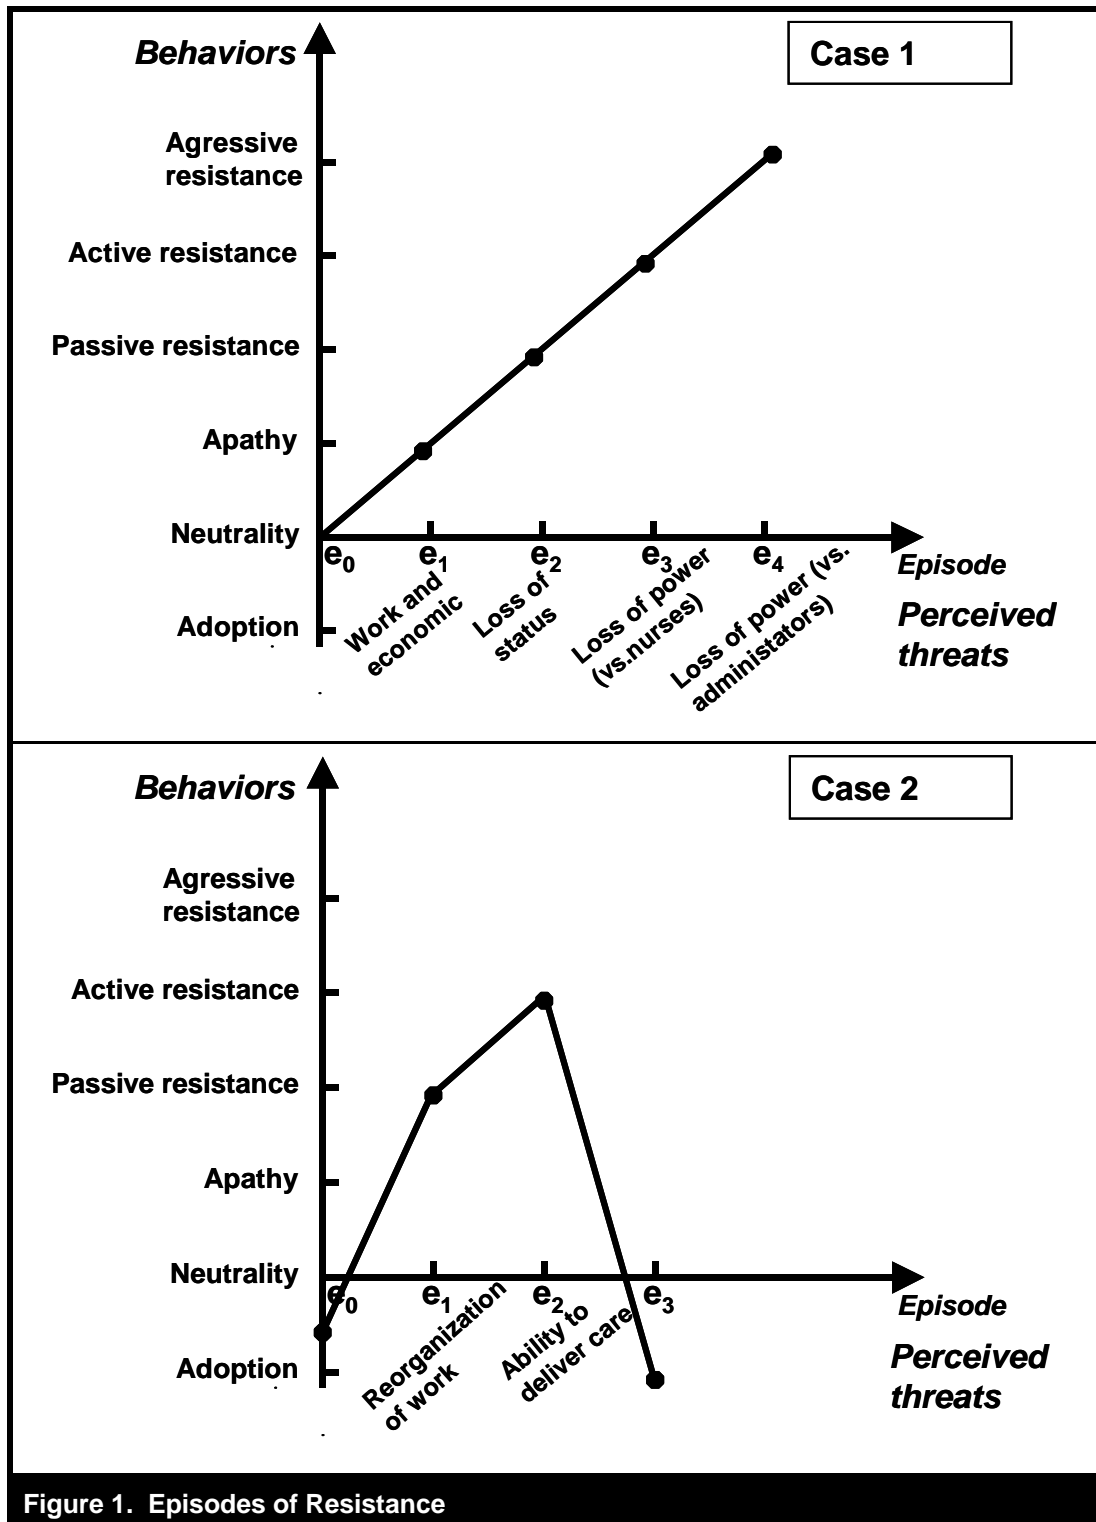 Behaviors
Case 1
Agressive
resistance
Active resistance
Passive resistance
Apathy
Neutrality
Adoption
e0
e1
e2
e3
e4
Episode
Perceived
threats
Work and
economic
Loss of
status
Loss of power
(vs.nurses)
Loss of power (vs.
administators)
Behaviors
Case 2
Agressive
resistance
Active resistance
Passive resistance
Apathy
Neutrality
Adoption
e0
e1
e2
e3
Episode
Perceived
threats
Reorganization
of work
Ability to
deliver care
Figure 1. Episodes of Resistance